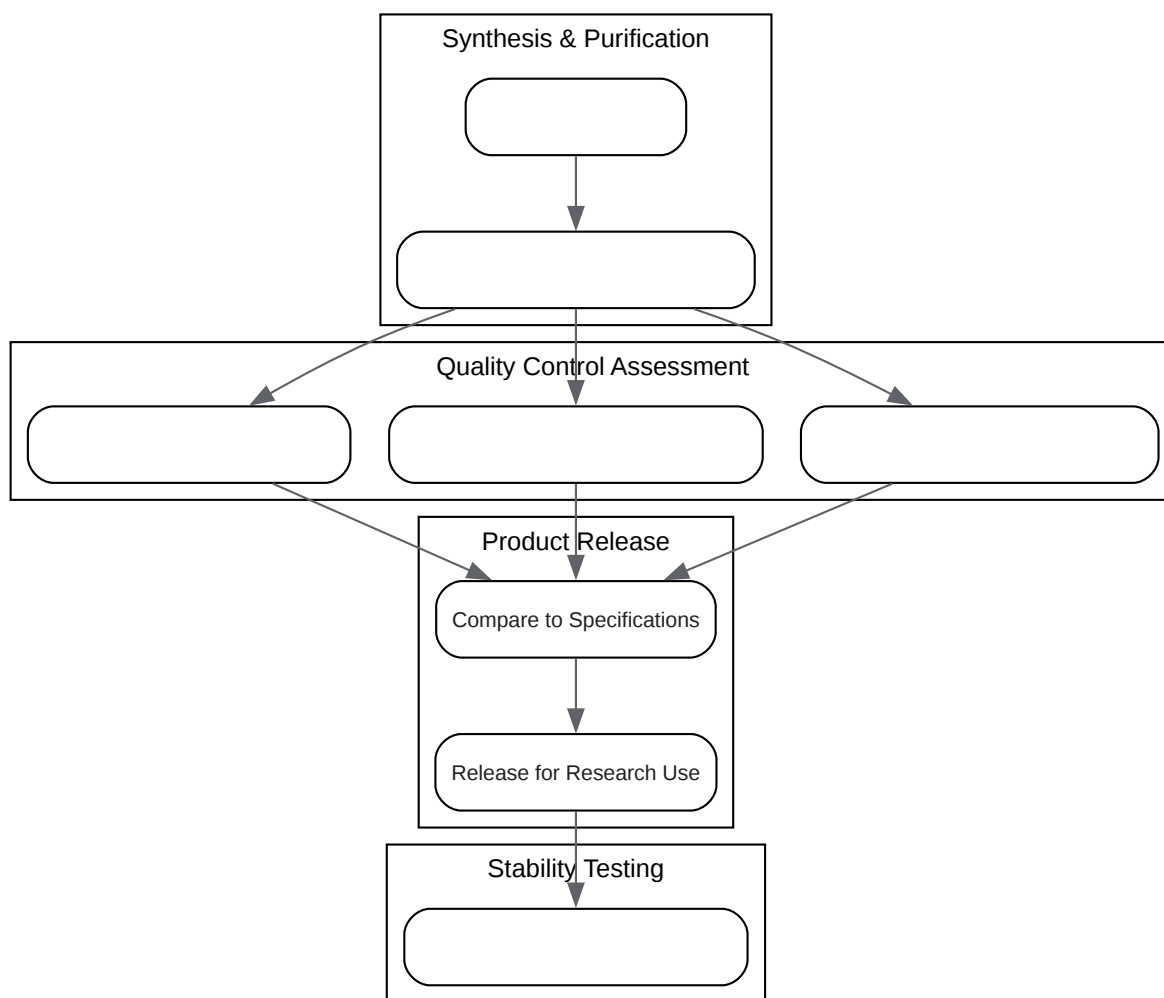 Synthesis & Purification
Quality Control Assessment
Product Release
Compare to Specifications
Release for Research Use
Stability Testing